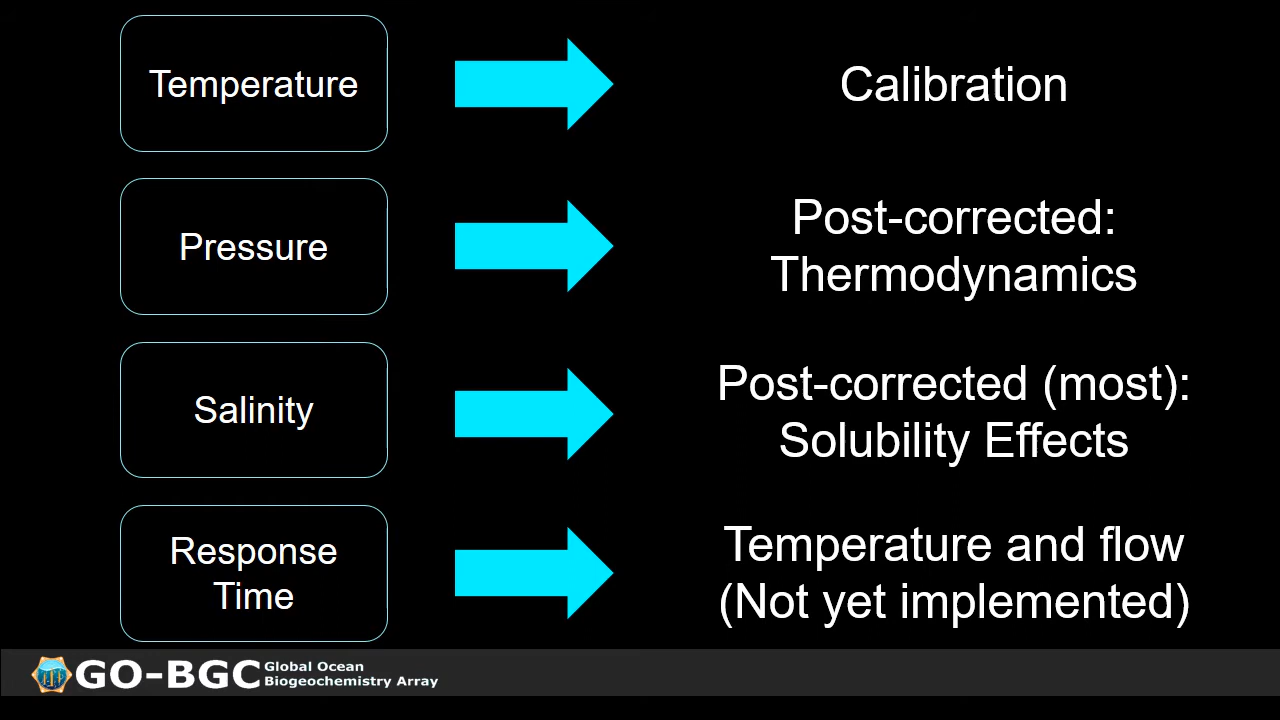 Temperature
Calibration
Pressure
Post-corrected:
Thermodynamics
Salinity
Post-corrected (most):
Solubility Effects
Response
Time
Temperature and flow
(Not yet implemented)
GO-BGC
Global Ocean
Biogeochemistry Array